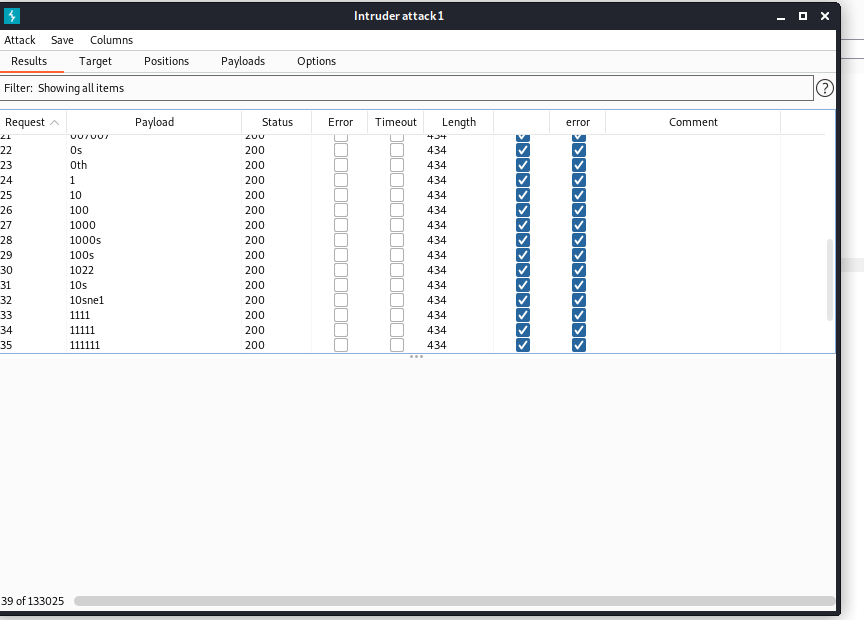 Intruder attack1
Attack Save Columns
Results Target Positions Payloads Options
Filter: Showing all items ?
Request Payload Status Error Timeout Length error Comment
21 007007 200 434
22 0s 200 434
23 0th 200 434
24 1 200 434
25 10 200 434
26 100 200 434
27 1000 200 434
28 1000s 200 434
29 100s 200 434
30 1022 200 434
31 10s 200 434
32 10sne1 200 434
33 1111 200 434
34 11111 200 434
35 111111 200 434
39 of 133025